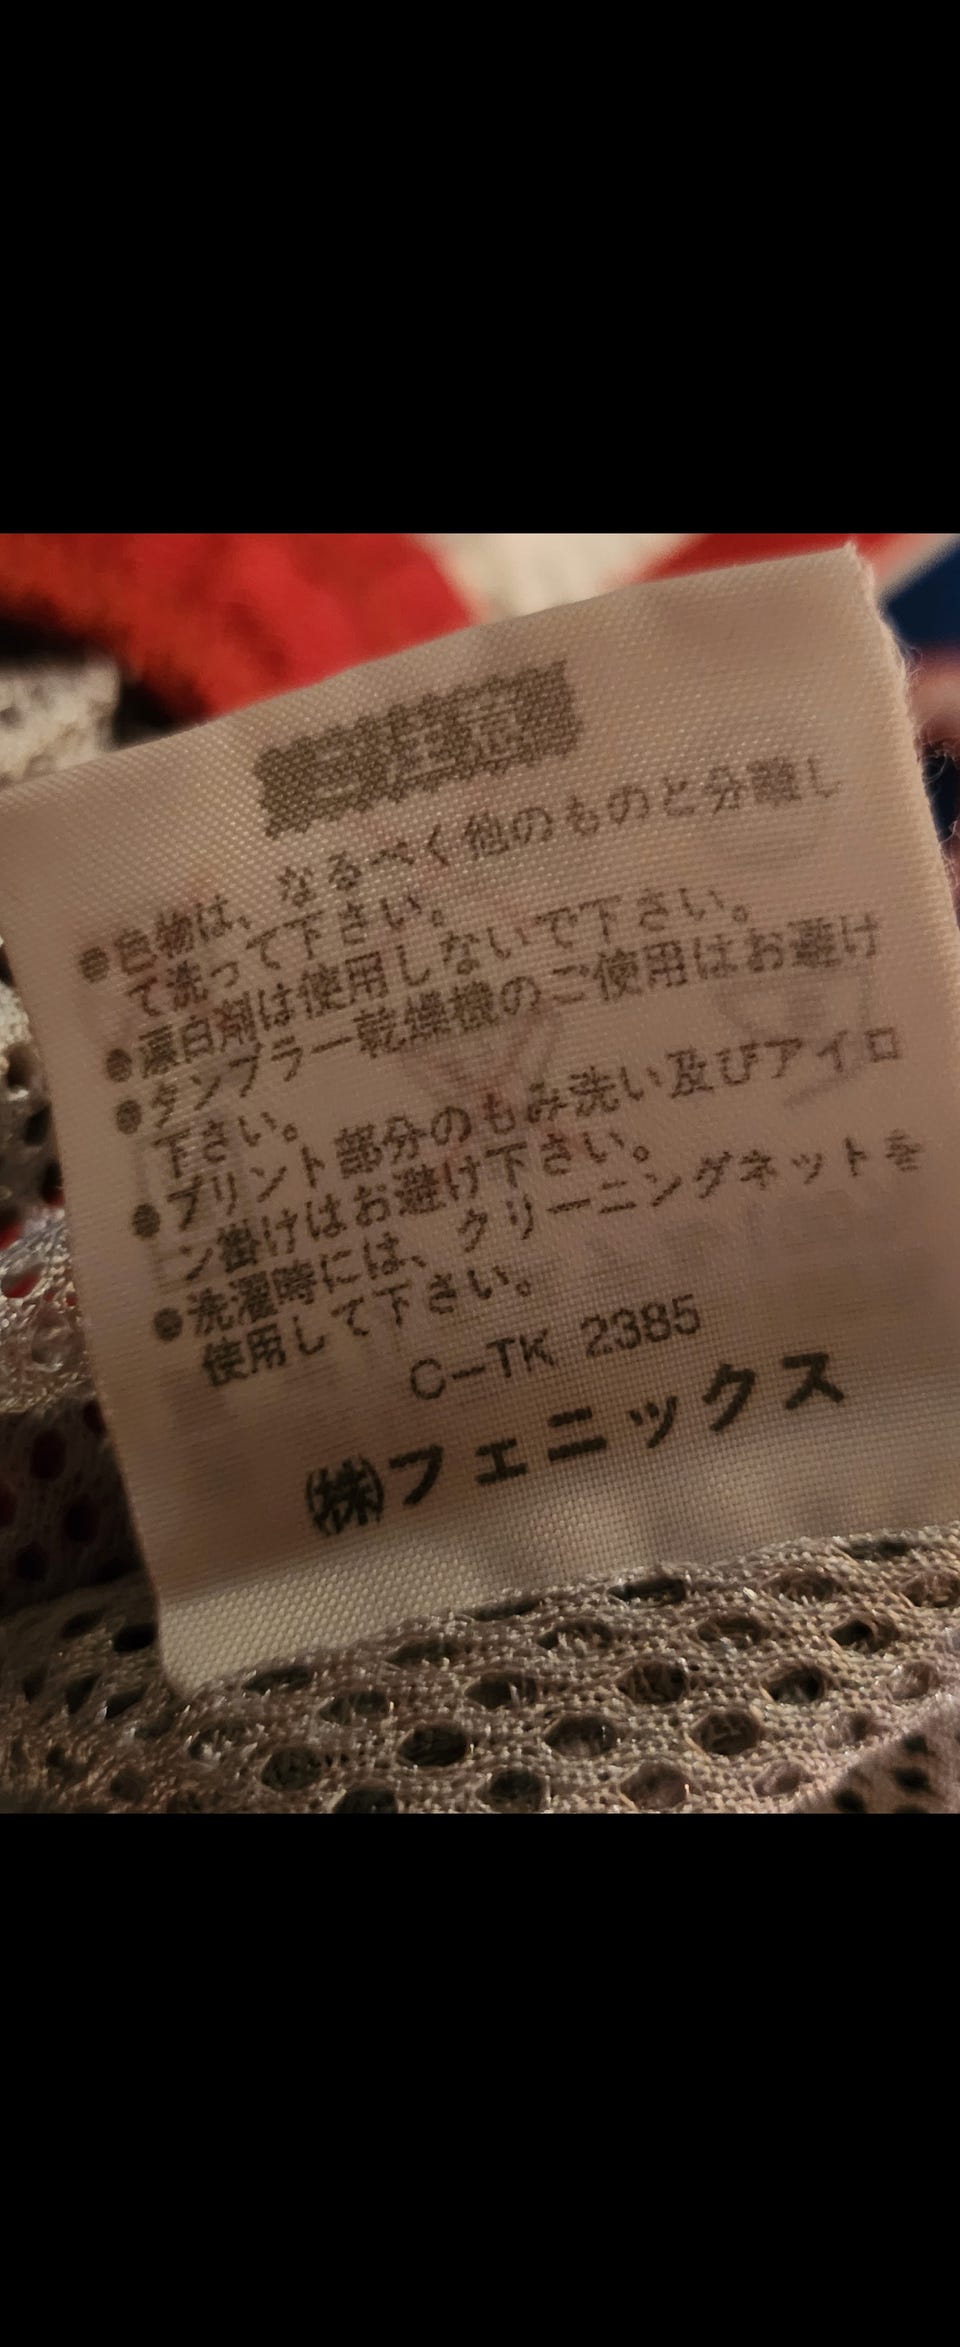 ご注意
●色物は、なるべく他のものと分離し
て洗って下さい。
●漂白剤は使用しないで下さい。
●タンブラー乾燥機のご使用はお避け
下さい。
●プリント部分のもみ洗い及びアイロ
ン掛けはお避け下さい。
●洗濯時には、クリーニングネットを
使用して下さい。
C-TK 2385
㈱フェニックス